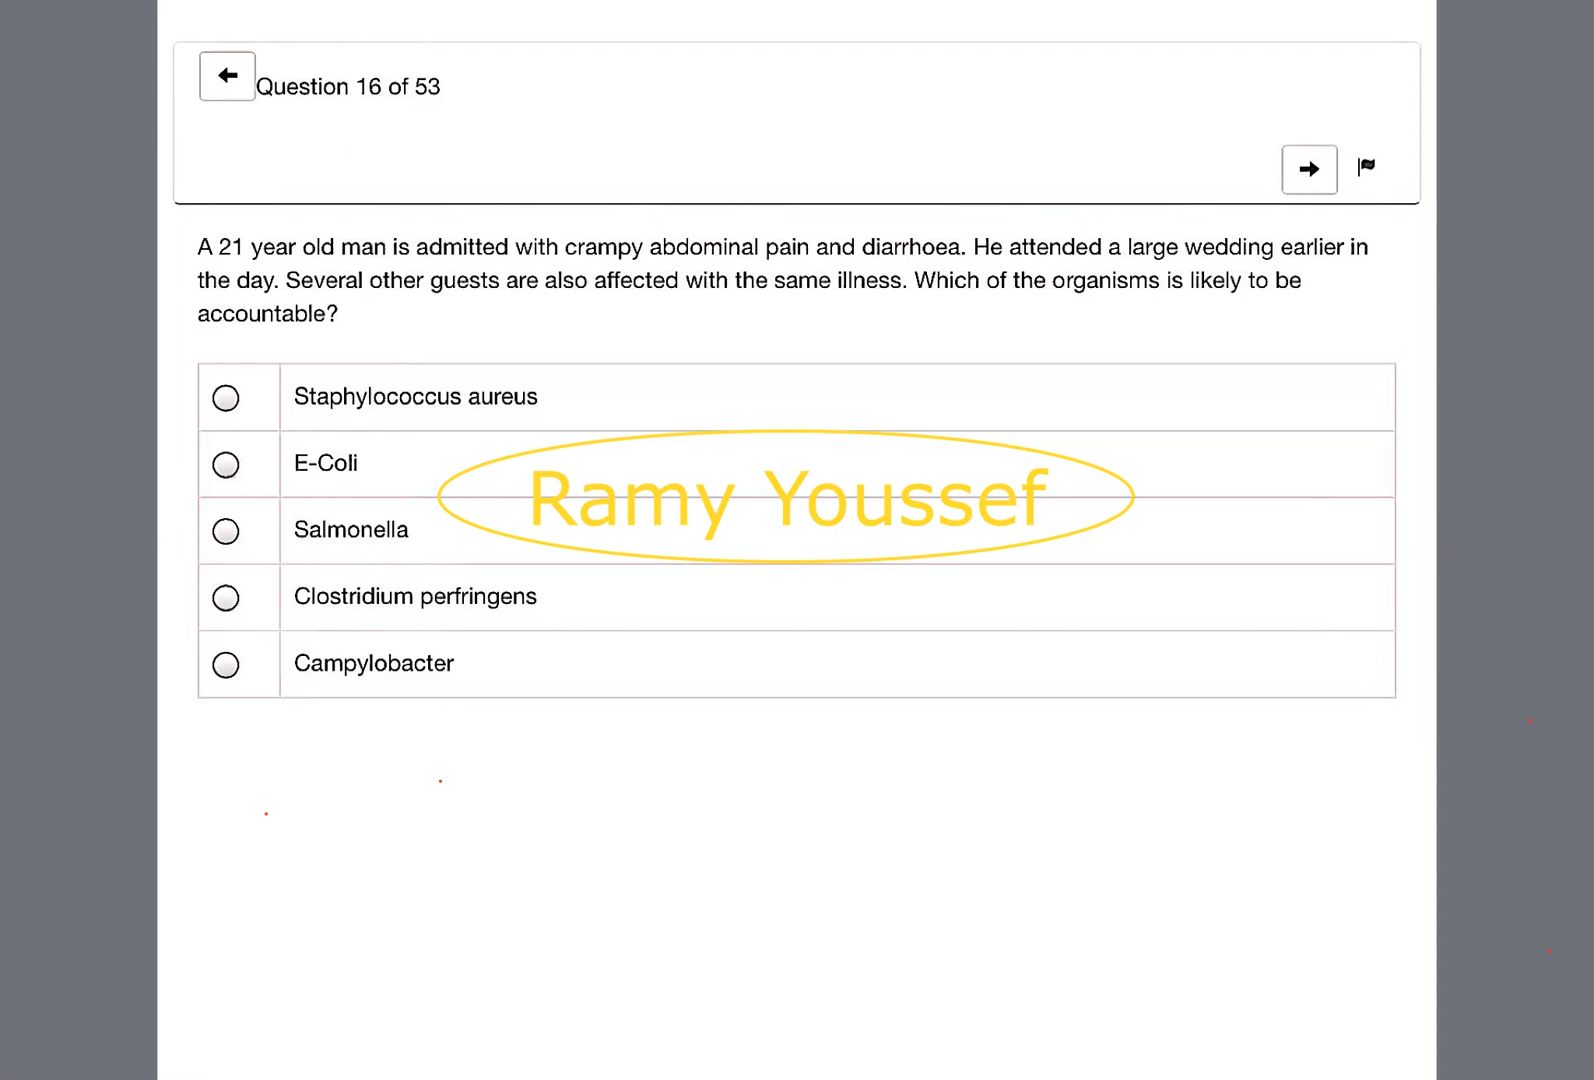 Question 16 of 53
A 21 year old man is admitted with crampy abdominal pain and diarrhoea. He attended a large wedding earlier in
the day. Several other guests are also affected with the same illness. Which of the organisms is likely to be
accountable?
Staphylococcus aureus
E-Coli
Ramy Youssef
Salmonella
Clostridium perfringens
Campylobacter